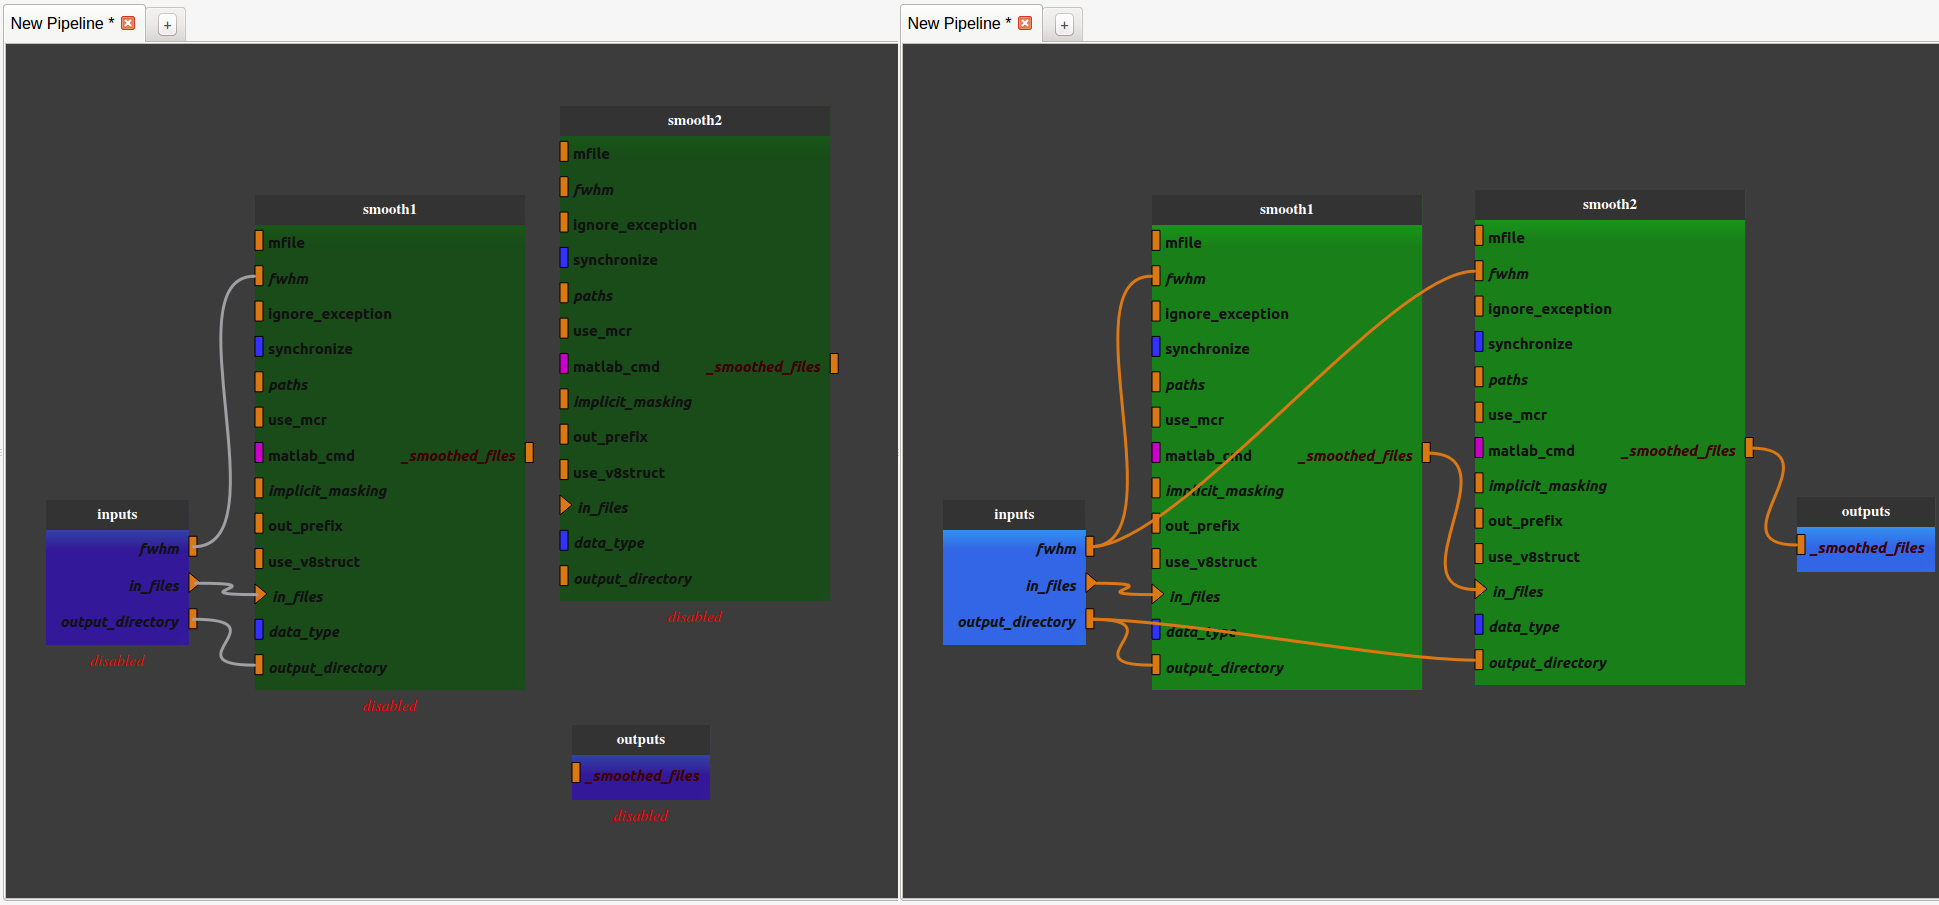 New Pipeline *
+
smooth2
mfile
fwhm
ignore_exception
synchronize
paths
use_mcr
matlab_cmd _smoothed_files
implicit_masking
out_prefix
use_v8struct
in_files
data_type
output_directory
disabled
smooth1
mfile
fwhm
ignore_exception
synchronize
paths
use_mcr
matlab_cmd _smoothed_files
implicit_masking
out_prefix
use_v8struct
in_files
data_type
output_directory
disabled
inputs
fwhm
in_files
output_directory
disabled
outputs
_smoothed_files
disabled
New Pipeline *
+
smooth1
mfile
fwhm
ignore_exception
synchronize
paths
use_mcr
matlab_cmd _smoothed_files
implicit_masking
out_prefix
use_v8struct
in_files
data_type
output_directory
smooth2
mfile
fwhm
ignore_exception
synchronize
paths
use_mcr
matlab_cmd _smoothed_files
implicit_masking
out_prefix
use_v8struct
in_files
data_type
output_directory
inputs
fwhm
in_files
output_directory
outputs
_smoothed_files